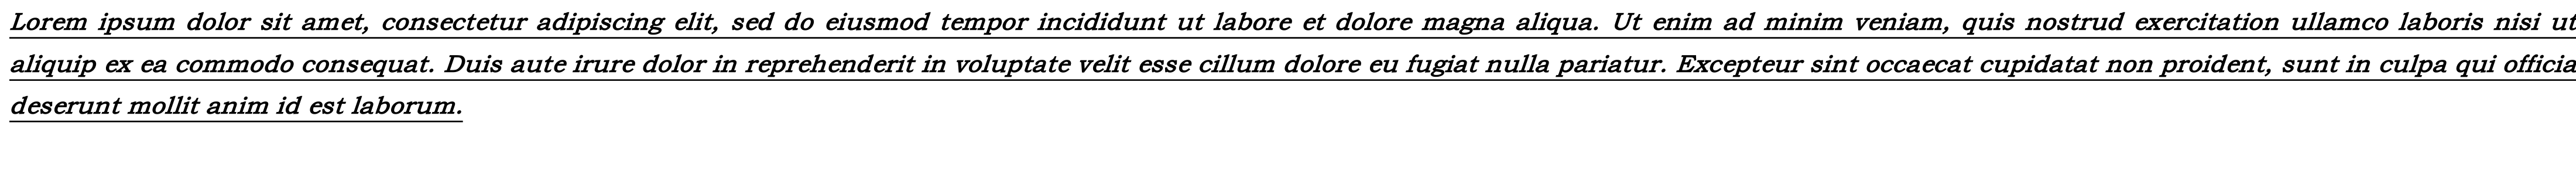 Lorem ipsum dolor sit amet, consectetur adipiscing elit, sed do eiusmod tempor incididunt ut labore et dolore magna aliqua. Ut enim ad minim veniam, quis nostrud exercitation ullamco laboris nisi ut
aliquip ex ea commodo consequat. Duis aute irure dolor in reprehenderit in voluptate velit esse cillum dolore eu fugiat nulla pariatur. Excepteur sint occaecat cupidatat non proident, sunt in culpa qui officia
deserunt mollit anim id est laborum.